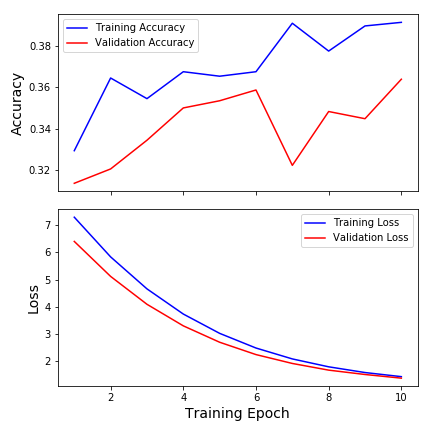 Training Accuracy
Validation Accuracy
0.38
0.36
0.34
0.32
Accuracy
Training Loss
Validation Loss
7
6
5
4
3
2
Loss
2 4 6 8 10
Training Epoch